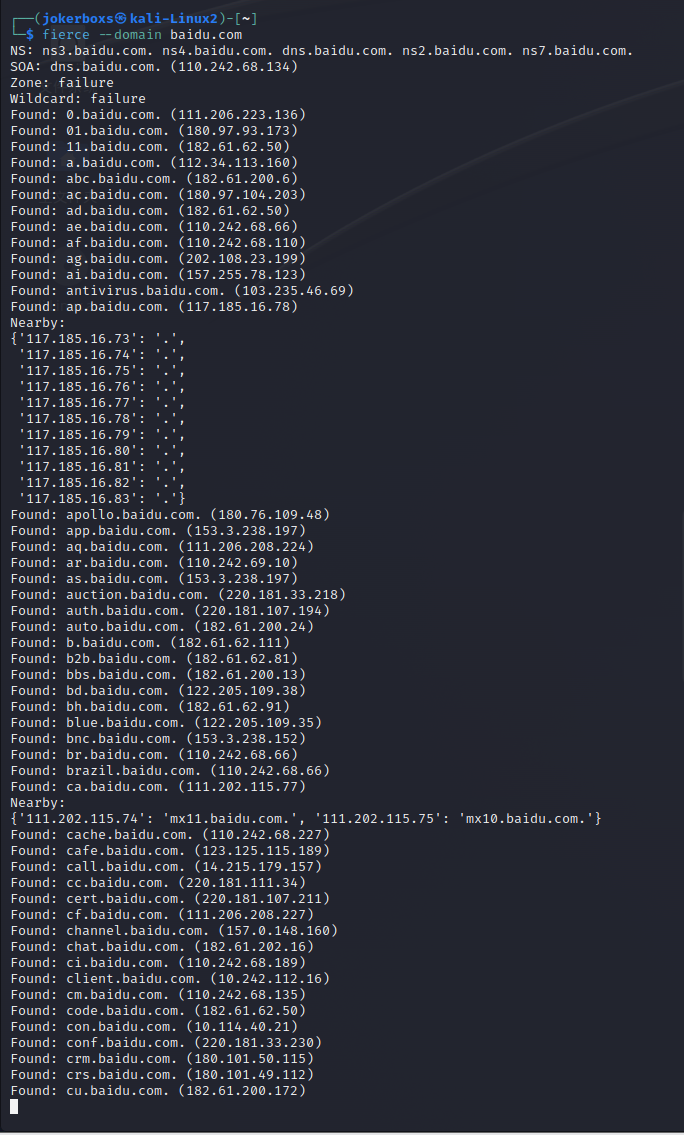 ┌──(jokerboxs㉿kali-Linux2)-[~]
└─$ fierce --domain baidu.com
NS: ns3.baidu.com. ns4.baidu.com. dns.baidu.com. ns2.baidu.com. ns7.baidu.com.
SOA: dns.baidu.com. (110.242.68.134)
Zone: failure
Wildcard: failure
Found: 0.baidu.com. (111.206.223.136)
Found: 01.baidu.com. (180.97.93.173)
Found: 11.baidu.com. (182.61.62.50)
Found: a.baidu.com. (112.34.113.160)
Found: abc.baidu.com. (182.61.200.6)
Found: ac.baidu.com. (180.97.104.203)
Found: ad.baidu.com. (182.61.62.50)
Found: ae.baidu.com. (110.242.68.66)
Found: af.baidu.com. (110.242.68.110)
Found: ag.baidu.com. (202.108.23.199)
Found: ai.baidu.com. (157.255.78.123)
Found: antivirus.baidu.com. (103.235.46.69)
Found: ap.baidu.com. (117.185.16.78)
Nearby:
{'117.185.16.73': '.',
 '117.185.16.74': '.',
 '117.185.16.75': '.',
 '117.185.16.76': '.',
 '117.185.16.77': '.',
 '117.185.16.78': '.',
 '117.185.16.79': '.',
 '117.185.16.80': '.',
 '117.185.16.81': '.',
 '117.185.16.82': '.',
 '117.185.16.83': '.'}
Found: apollo.baidu.com. (180.76.109.48)
Found: app.baidu.com. (153.3.238.197)
Found: aq.baidu.com. (111.206.208.224)
Found: ar.baidu.com. (110.242.69.10)
Found: as.baidu.com. (153.3.238.197)
Found: auction.baidu.com. (220.181.33.218)
Found: auth.baidu.com. (220.181.107.194)
Found: auto.baidu.com. (182.61.200.24)
Found: b.baidu.com. (182.61.62.111)
Found: b2b.baidu.com. (182.61.62.81)
Found: bbs.baidu.com. (182.61.200.13)
Found: bd.baidu.com. (122.205.109.38)
Found: bh.baidu.com. (182.61.62.91)
Found: blue.baidu.com. (122.205.109.35)
Found: bnc.baidu.com. (153.3.238.152)
Found: br.baidu.com. (110.242.68.66)
Found: brazil.baidu.com. (110.242.68.66)
Found: ca.baidu.com. (111.202.115.77)
Nearby:
{'111.202.115.74': 'mx11.baidu.com.', '111.202.115.75': 'mx10.baidu.com.'}
Found: cache.baidu.com. (110.242.68.227)
Found: cafe.baidu.com. (123.125.115.189)
Found: call.baidu.com. (14.215.179.157)
Found: cc.baidu.com. (220.181.111.34)
Found: cert.baidu.com. (220.181.107.211)
Found: cf.baidu.com. (111.206.208.227)
Found: channel.baidu.com. (157.0.148.160)
Found: chat.baidu.com. (182.61.202.16)
Found: ci.baidu.com. (110.242.68.189)
Found: client.baidu.com. (10.242.112.16)
Found: cm.baidu.com. (110.242.68.135)
Found: code.baidu.com. (182.61.62.50)
Found: con.baidu.com. (10.114.40.21)
Found: conf.baidu.com. (220.181.33.230)
Found: crm.baidu.com. (180.101.50.115)
Found: crs.baidu.com. (180.101.49.112)
Found: cu.baidu.com. (182.61.200.172)